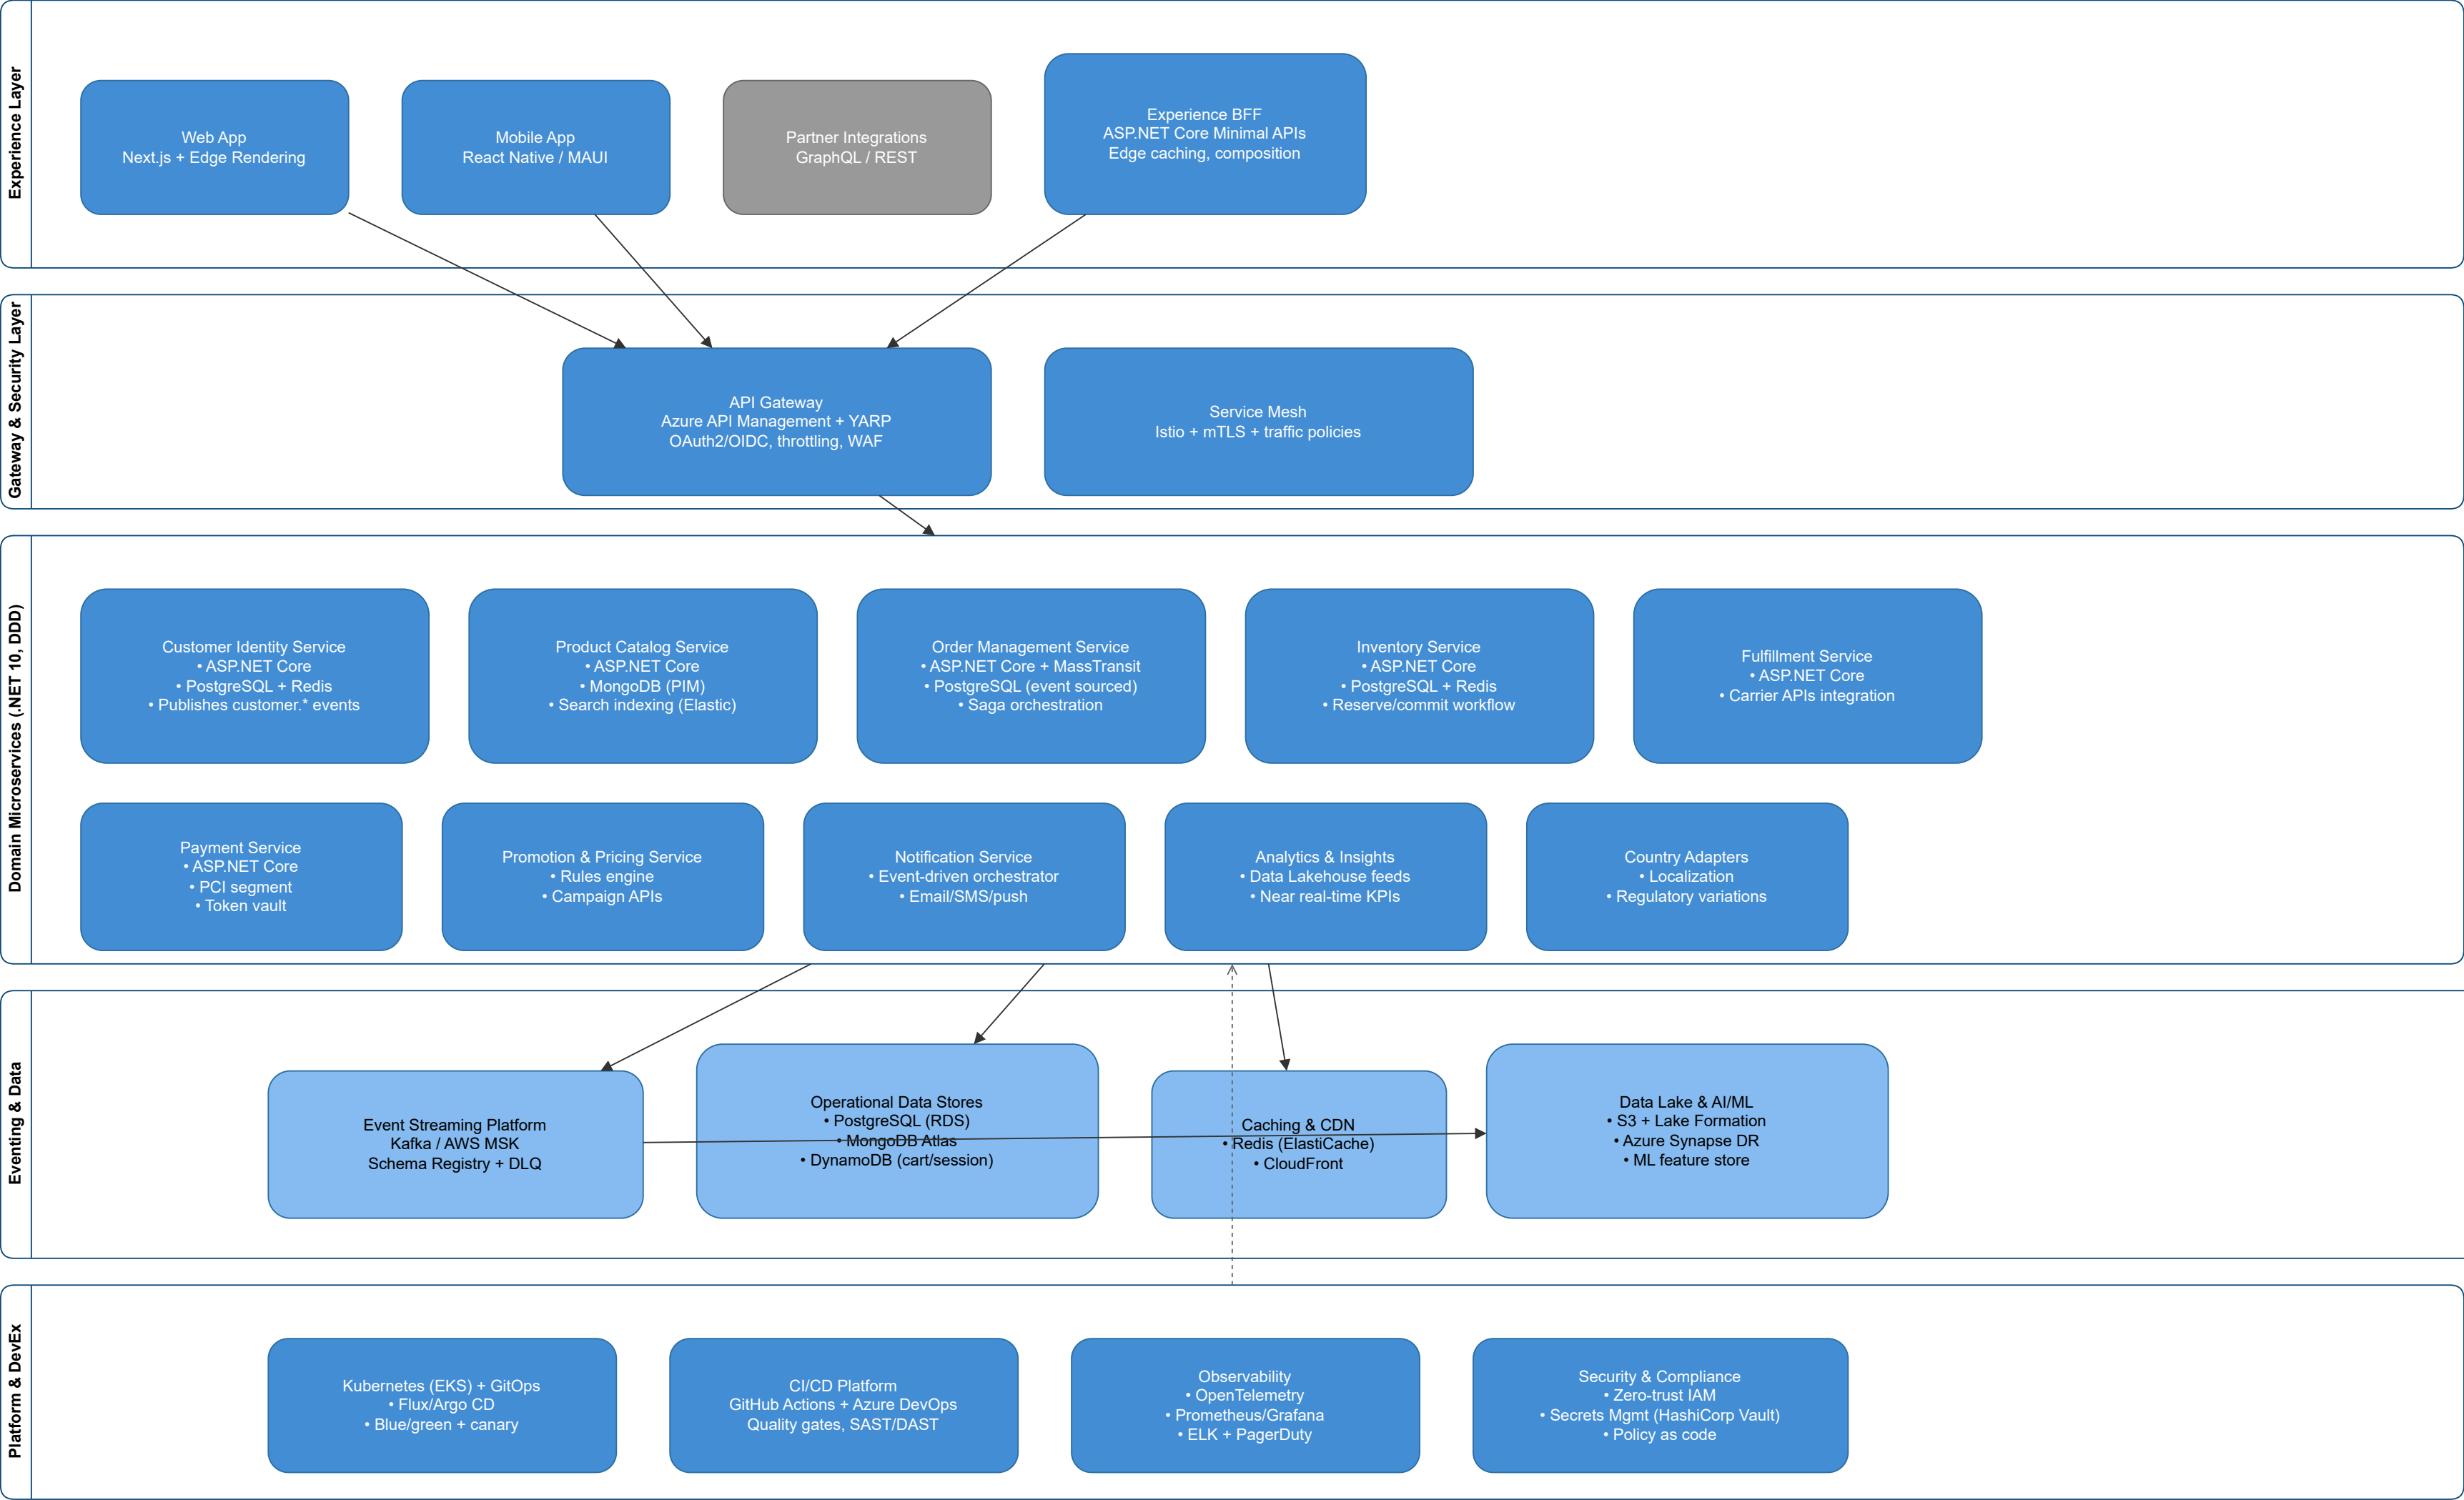 Experience Layer
Web App
Next.js + Edge Rendering
Mobile App
React Native / MAUI
Partner Integrations
GraphQL / REST
Experience BFF
ASP.NET Core Minimal APIs
Edge caching, composition
Gateway & Security Layer
API Gateway
Azure API Management + YARP
OAuth2/OIDC, throttling, WAF
Service Mesh
Istio + mTLS + traffic policies
Domain Microservices (.NET 10, DDD)
Customer Identity Service
• ASP.NET Core
• PostgreSQL + Redis
• Publishes customer.* events
Product Catalog Service
• ASP.NET Core
• MongoDB (PIM)
• Search indexing (Elastic)
Order Management Service
• ASP.NET Core + MassTransit
• PostgreSQL (event sourced)
• Saga orchestration
Inventory Service
• ASP.NET Core
• PostgreSQL + Redis
• Reserve/commit workflow
Fulfillment Service
• ASP.NET Core
• Carrier APIs integration
Payment Service
• ASP.NET Core
• PCI segment
• Token vault
Promotion & Pricing Service
• Rules engine
• Campaign APIs
Notification Service
• Event-driven orchestrator
• Email/SMS/push
Analytics & Insights
• Data Lakehouse feeds
• Near real-time KPIs
Country Adapters
• Localization
• Regulatory variations
Eventing & Data
Event Streaming Platform
Kafka / AWS MSK
Schema Registry + DLQ
Operational Data Stores
• PostgreSQL (RDS)
• MongoDB Atlas
• DynamoDB (cart/session)
Caching & CDN
• Redis (ElastiCache)
• CloudFront
Data Lake & AI/ML
• S3 + Lake Formation
• Azure Synapse DR
• ML feature store
Platform & DevEx
Kubernetes (EKS) + GitOps
• Flux/Argo CD
• Blue/green + canary
CI/CD Platform
GitHub Actions + Azure DevOps
Quality gates, SAST/DAST
Observability
• OpenTelemetry
• Prometheus/Grafana
• ELK + PagerDuty
Security & Compliance
• Zero-trust IAM
• Secrets Mgmt (HashiCorp Vault)
• Policy as code